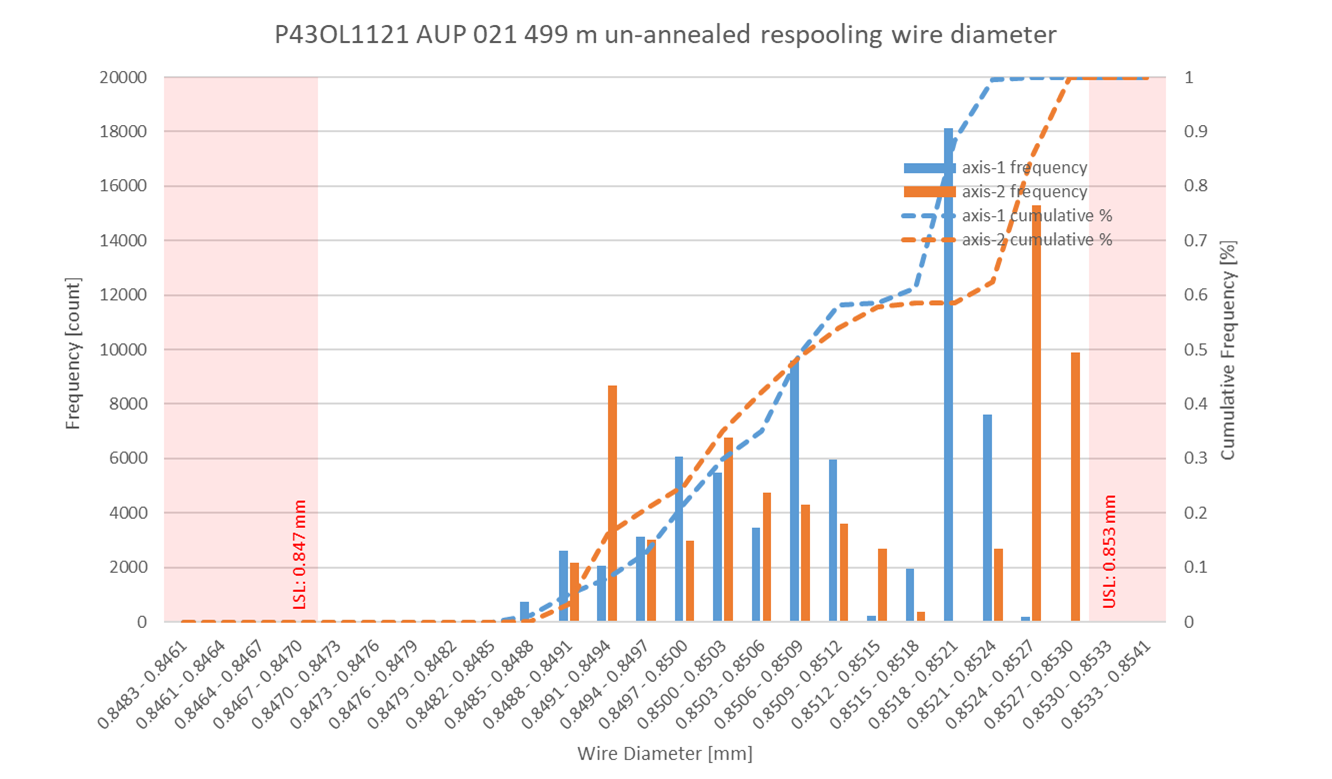 P43OL1121 AUP 021 499 m un-annealed respooling wire diameter
20000
18000
16000
14000
12000
10000
8000
6000
4000
2000
0
Frequency [count]
1
0.9
0.8
0.7
0.6
0.5
0.4
0.3
0.2
0.1
0
Cumulative Frequency [%]
axis-1 frequency
axis-2 frequency
axis-1 cumulative %
axis-2 cumulative %
LSL: 0.847 mm
USL: 0.853 mm
0.8483 - 0.8461
0.8461 - 0.8464
0.8464 - 0.8467
0.8467 - 0.8470
0.8470 - 0.8473
0.8473 - 0.8476
0.8476 - 0.8479
0.8479 - 0.8482
0.8482 - 0.8485
0.8485 - 0.8488
0.8488 - 0.8491
0.8491 - 0.8494
0.8494 - 0.8497
0.8497 - 0.8500
0.8500 - 0.8503
0.8503 - 0.8506
0.8506 - 0.8509
0.8509 - 0.8512
0.8512 - 0.8515
0.8515 - 0.8518
0.8518 - 0.8521
0.8521 - 0.8524
0.8524 - 0.8527
0.8527 - 0.8530
0.8530 - 0.8533
0.8533 - 0.8541
Wire Diameter [mm]